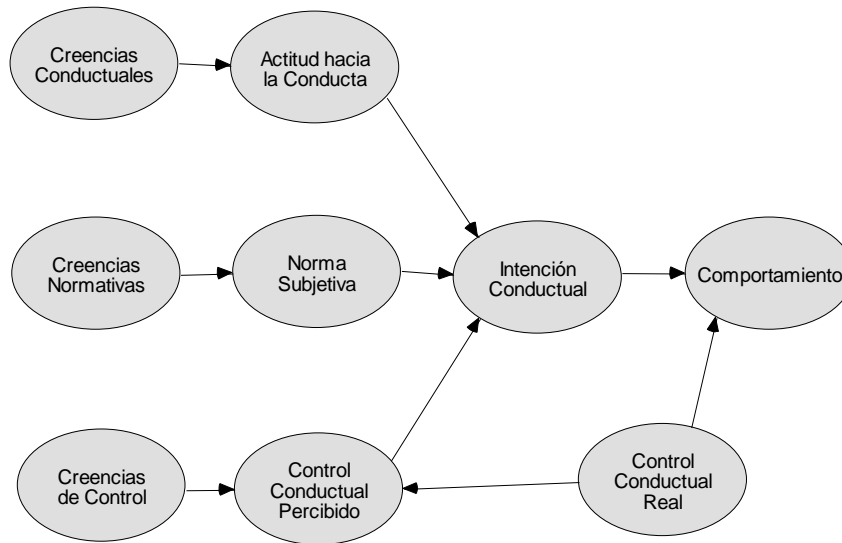 Creencias
Conductuales
Actitud hacia
la Conducta
Creencias
Normativas
Norma
Subjetiva
Intención
Conductual
Comportamiento
Creencias
de Control
Control
Conductual
Percibido
Control
Conductual
Real